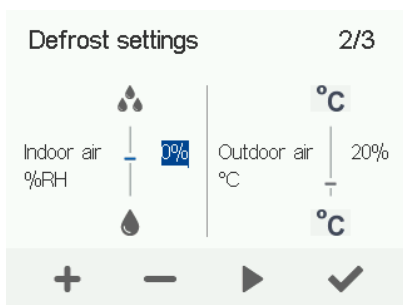 Defrost settings 2/3
°C
Indoor air 0% Outdoor air 20%
%RH °C
°C